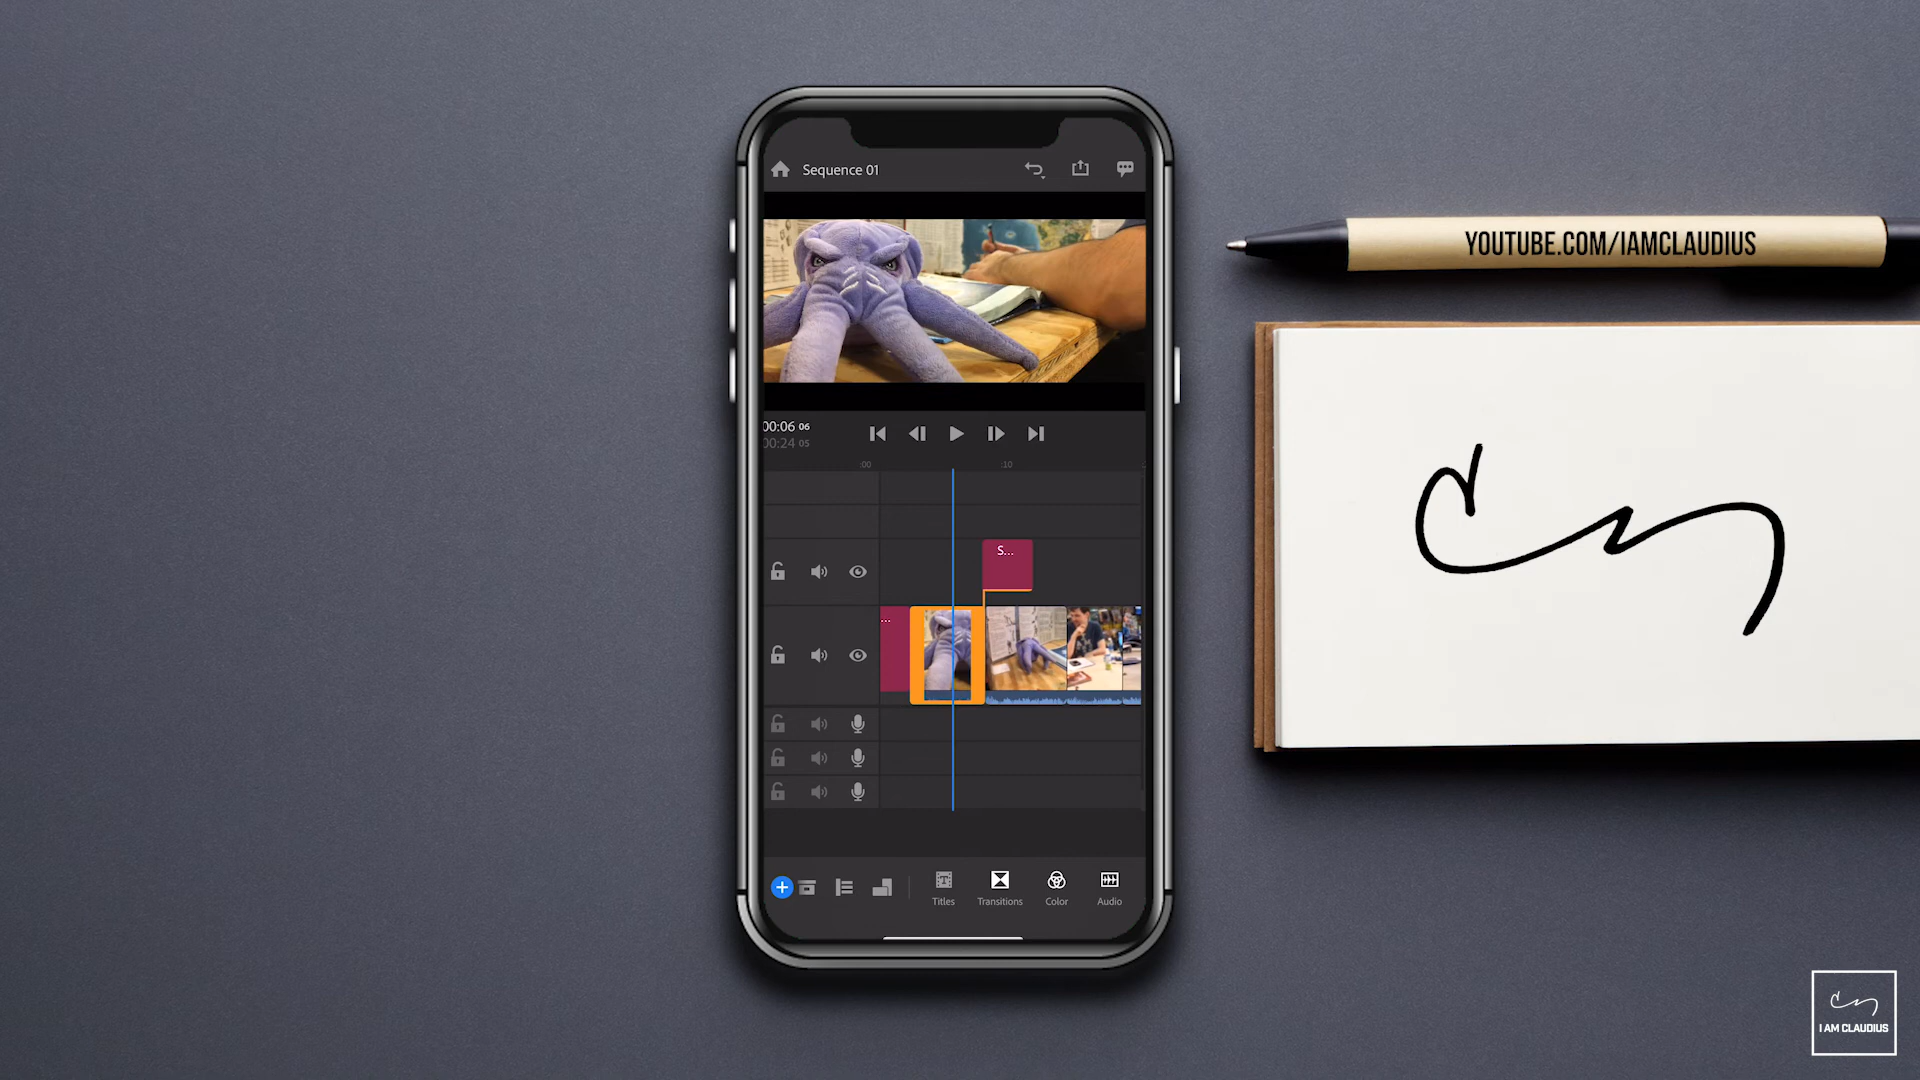 Sequence 01
YOUTUBE.COM/IAMCLAUDIUS
00:06 06
00:24 05
:00
:10
S...
...
Titles
Transitions
Color
Audio
I AM CLAUDIUS